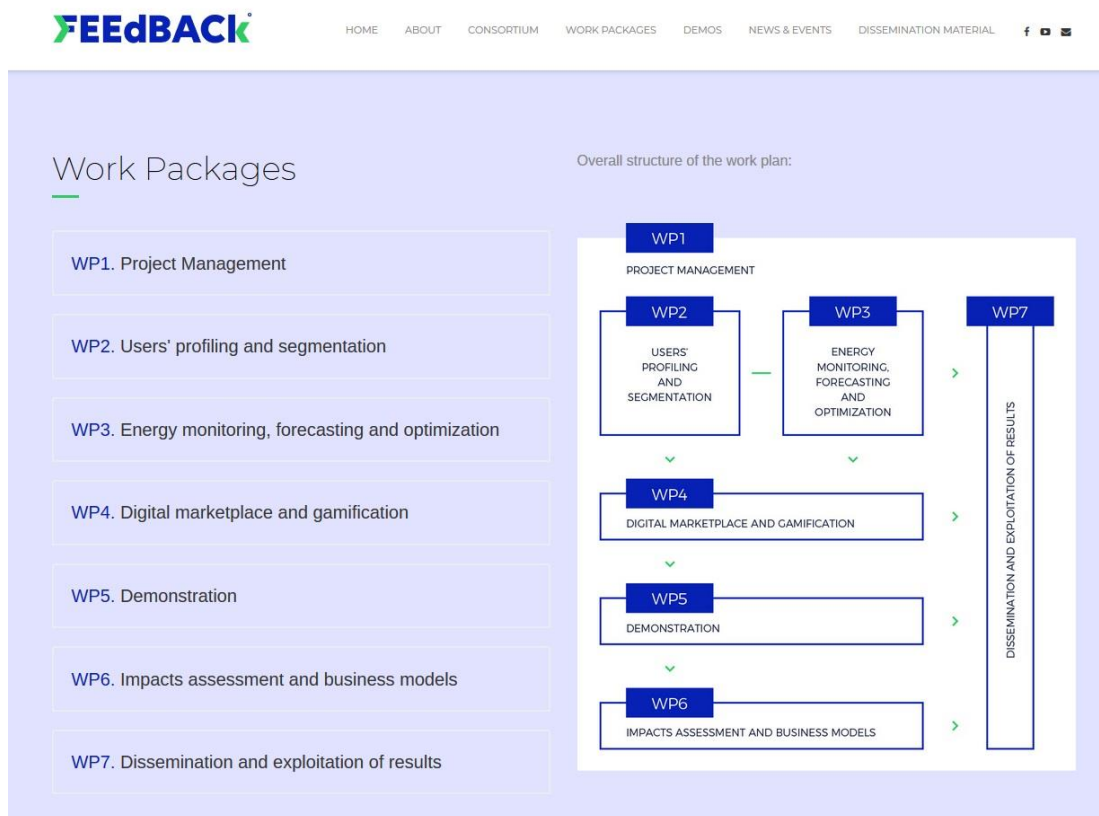 FEEdBACk
HOME ABOUT CONSORTIUM WORK PACKAGES DEMOS NEWS & EVENTS DISSEMINATION MATERIAL
Work Packages
WP1. Project Management
WP2. Users' profiling and segmentation
WP3. Energy monitoring, forecasting and optimization
WP4. Digital marketplace and gamification
WP5. Demonstration
WP6. Impacts assessment and business models
WP7. Dissemination and exploitation of results
Overall structure of the work plan:
WP1
PROJECT MANAGEMENT
WP2
USERS'
PROFILING
AND
SEGMENTATION
WP3
ENERGY
MONITORING,
FORECASTING
AND
OPTIMIZATION
WP4
DIGITAL MARKETPLACE AND GAMIFICATION
WP5
DEMONSTRATION
WP6
IMPACTS ASSESSMENT AND BUSINESS MODELS
WP7
DISSEMINATION AND EXPLOITATION OF RESULTS